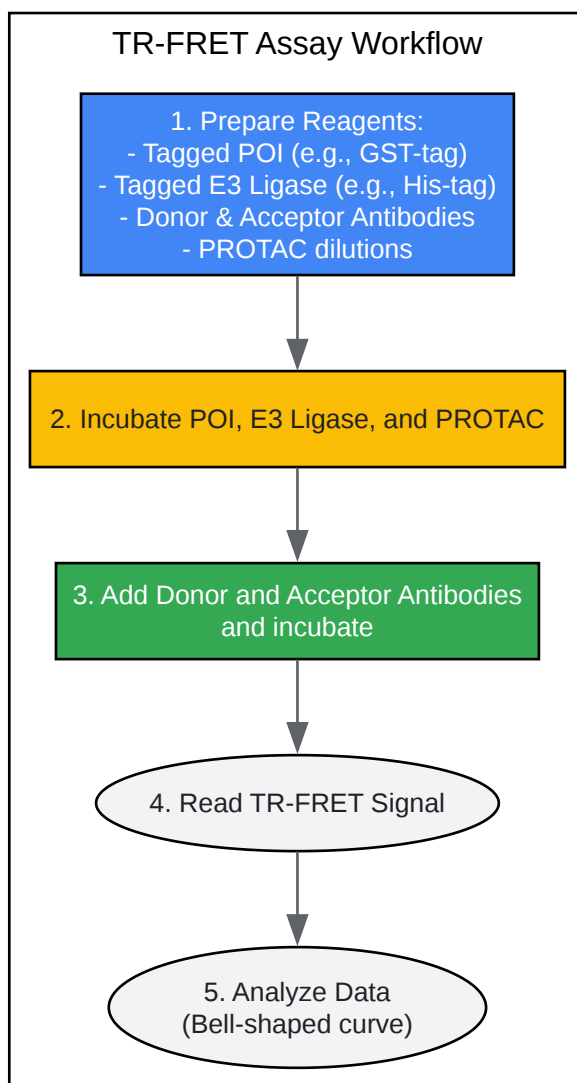 TR-FRET Assay Workflow
1. Prepare Reagents:
- Tagged POI (e.g., GST-tag)
- Tagged E3 Ligase (e.g., His-tag)
- Donor & Acceptor Antibodies
- PROTAC dilutions
2. Incubate POI, E3 Ligase, and PROTAC
3. Add Donor and Acceptor Antibodies
and incubate
4. Read TR-FRET Signal
5. Analyze Data
(Bell-shaped curve)